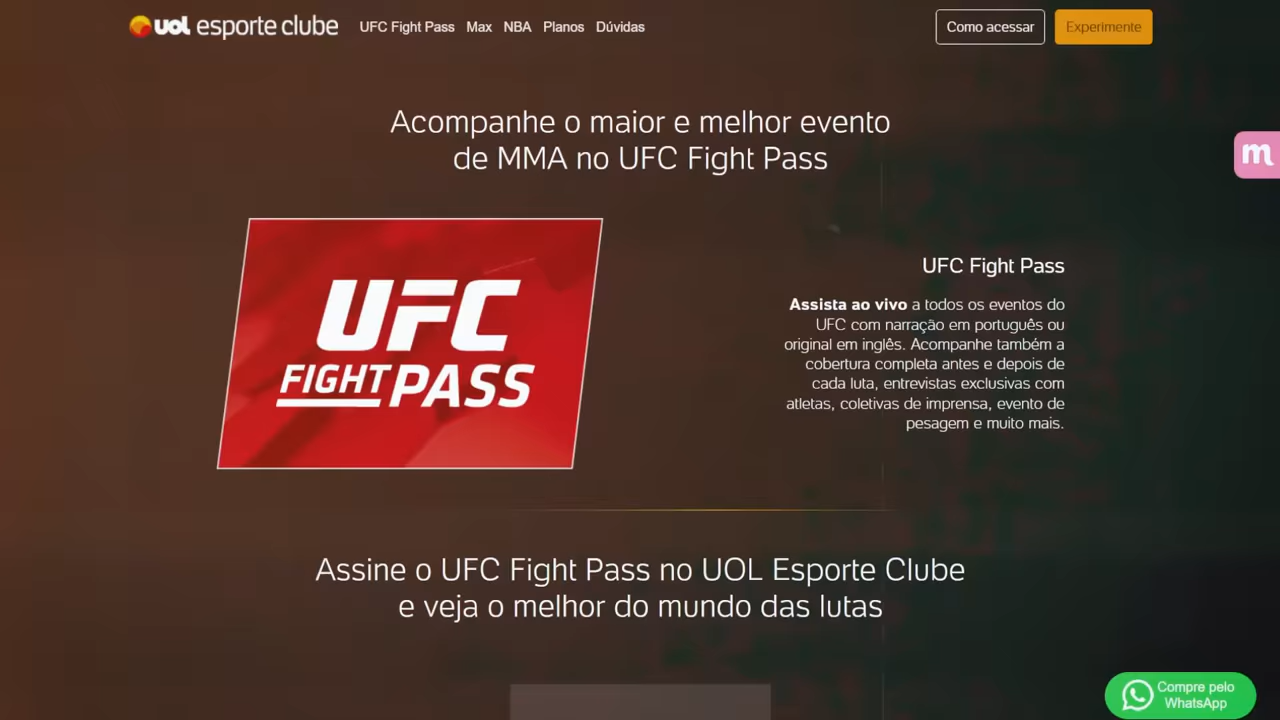 uol esporte clube
UFC Fight Pass Max NBA Planos Dúvidas
Como acessar
Experimente
Acompanhe o maior e melhor evento
de MMA no UFC Fight Pass
m
UFC
FIGHT PASS
UFC Fight Pass
Assista ao vivo a todos os eventos do
UFC com narração em português ou
original em inglês. Acompanhe também a
cobertura completa antes e depois de
cada luta, entrevistas exclusivas com
atletas, coletivas de imprensa, evento de
pesagem e muito mais.
Assine o UFC Fight Pass no UOL Esporte Clube
e veja o melhor do mundo das lutas
Compre pelo
WhatsApp